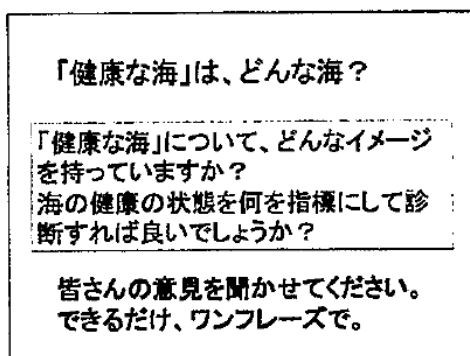 「健康な海」は、どんな海？
「健康な海」について、どんなイメージ
を持っていますか？
海の健康の状態を何を指標にして診
断すれば良いでしょうか？
皆さんの意見を聞かせてください。
できるだけ、ワンフレーズで。